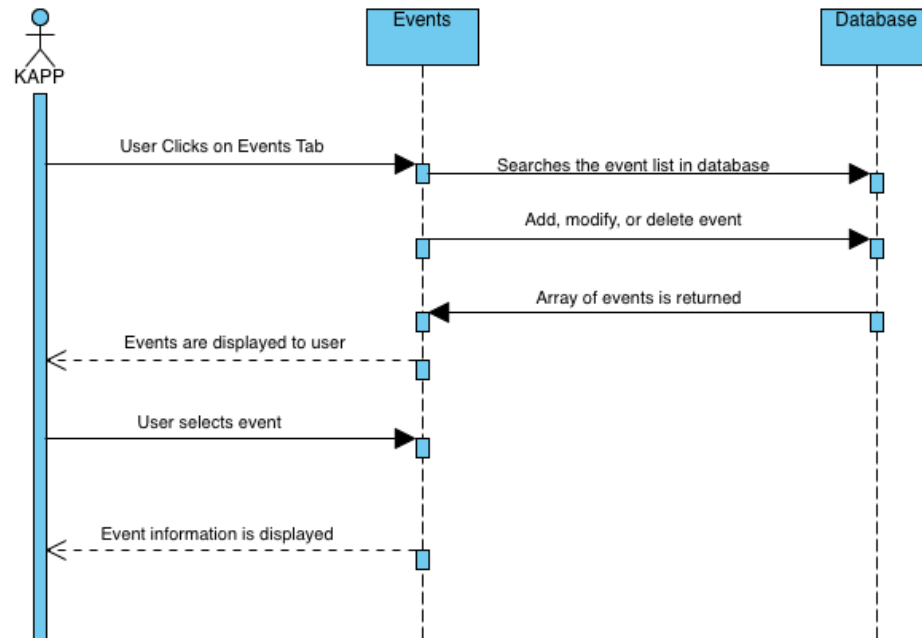 Events
Database
KAPP
User Clicks on Events Tab
Searches the event list in database
Add, modify, or delete event
Array of events is returned
Events are displayed to user
User selects event
Event information is displayed